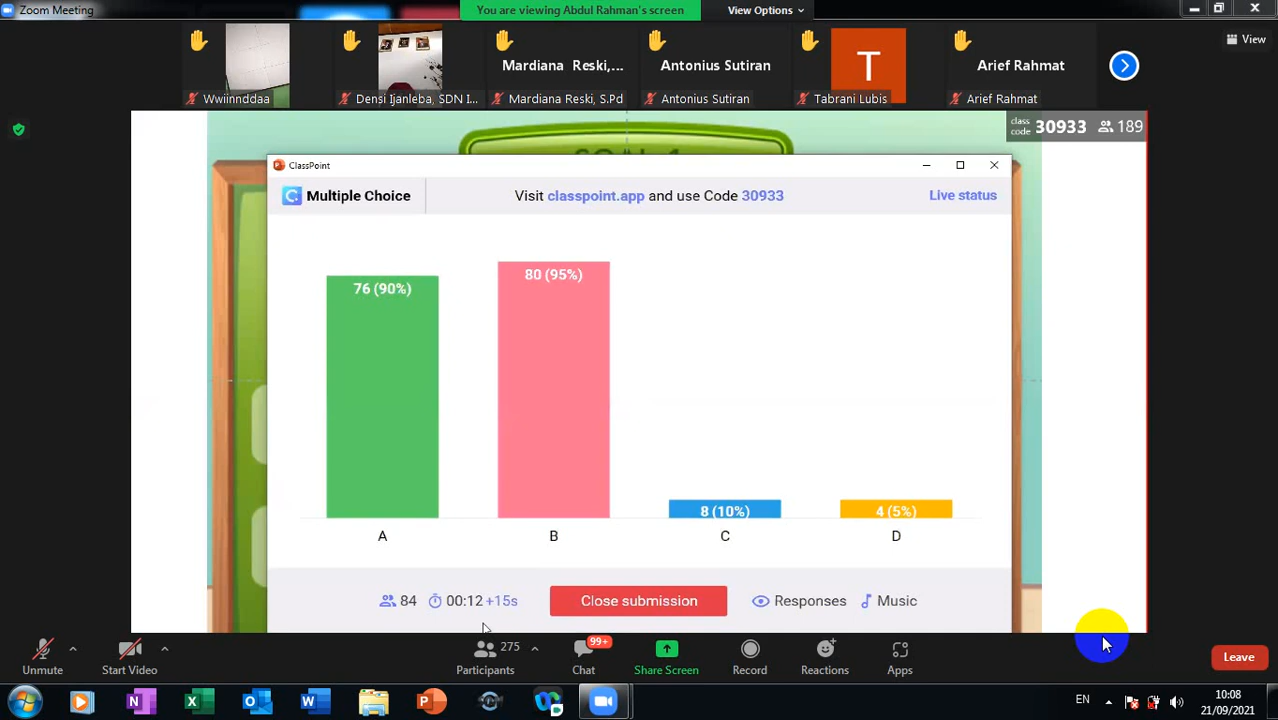 Zoom Meeting
You are viewing Abdul Rahman's screen
View Options
Mardiana Reski,...
Antonius Sutiran
T
Arief Rahmat
View
Wwiinnddaa
Densi Ijanleba, SDN I...
Mardiana Reski, S.Pd
Antonius Sutiran
Tabrani Lubis
Arief Rahmat
class code 30933 189
ClassPoint
Multiple Choice
Visit classpoint.app and use Code 30933
Live status
76 (90%)
80 (95%)
8 (10%)
4 (5%)
A
B
C
D
84
00:12 +15s
Close submission
Responses
Music
275
99+
Unmute
Start Video
Participants
Chat
Share Screen
Record
Reactions
Apps
Leave
EN
10:08
21/09/2021